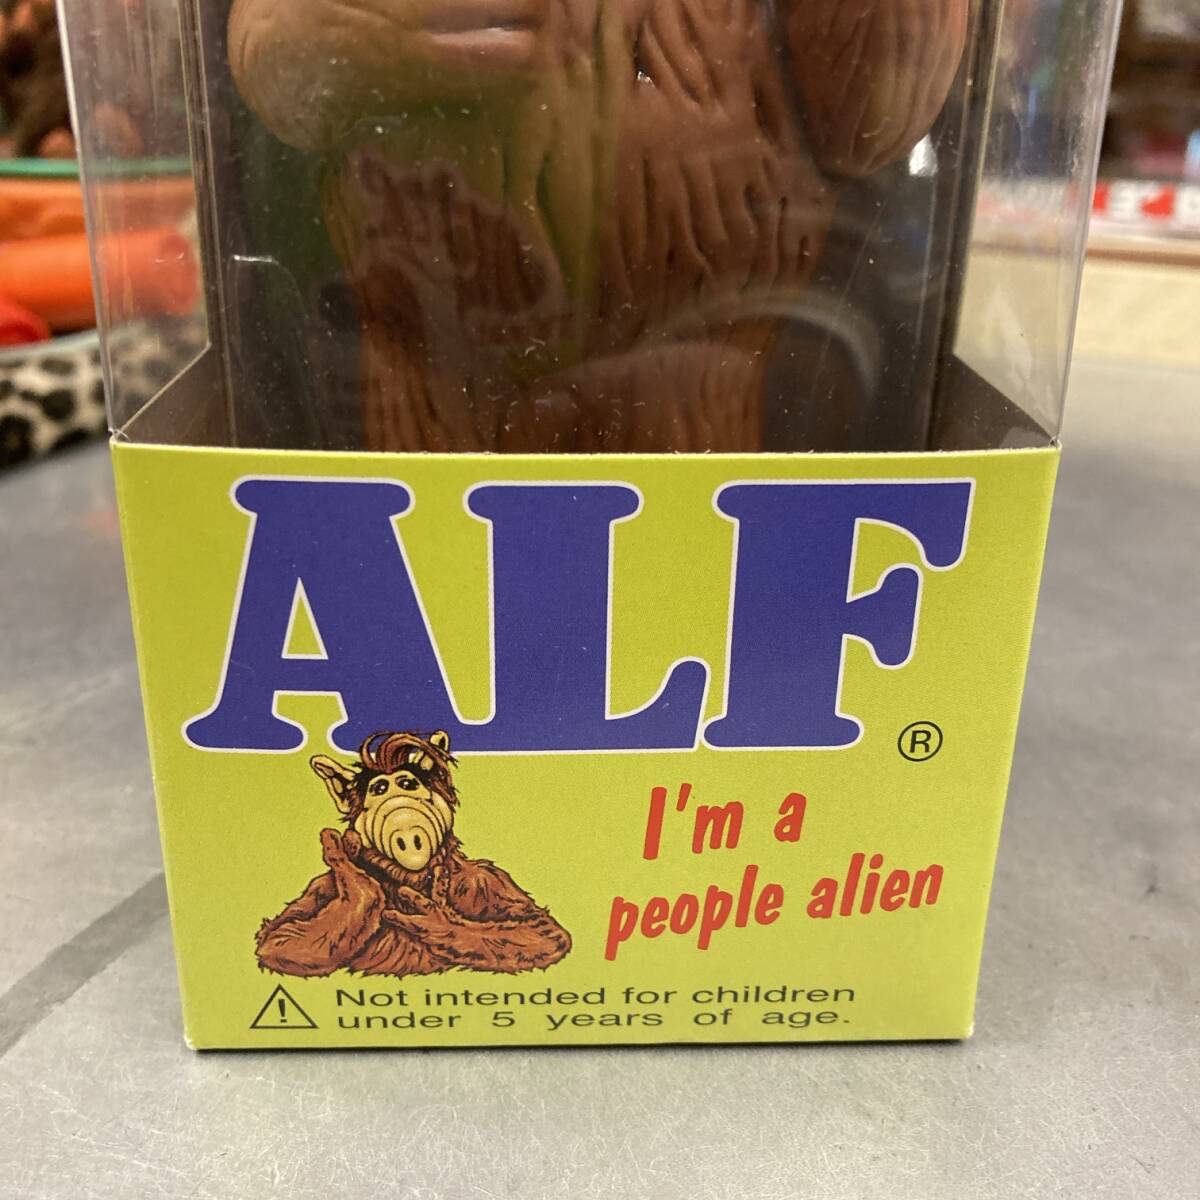 ALF®
I'm a
people alien
Not intended for children
under 5 years of age.